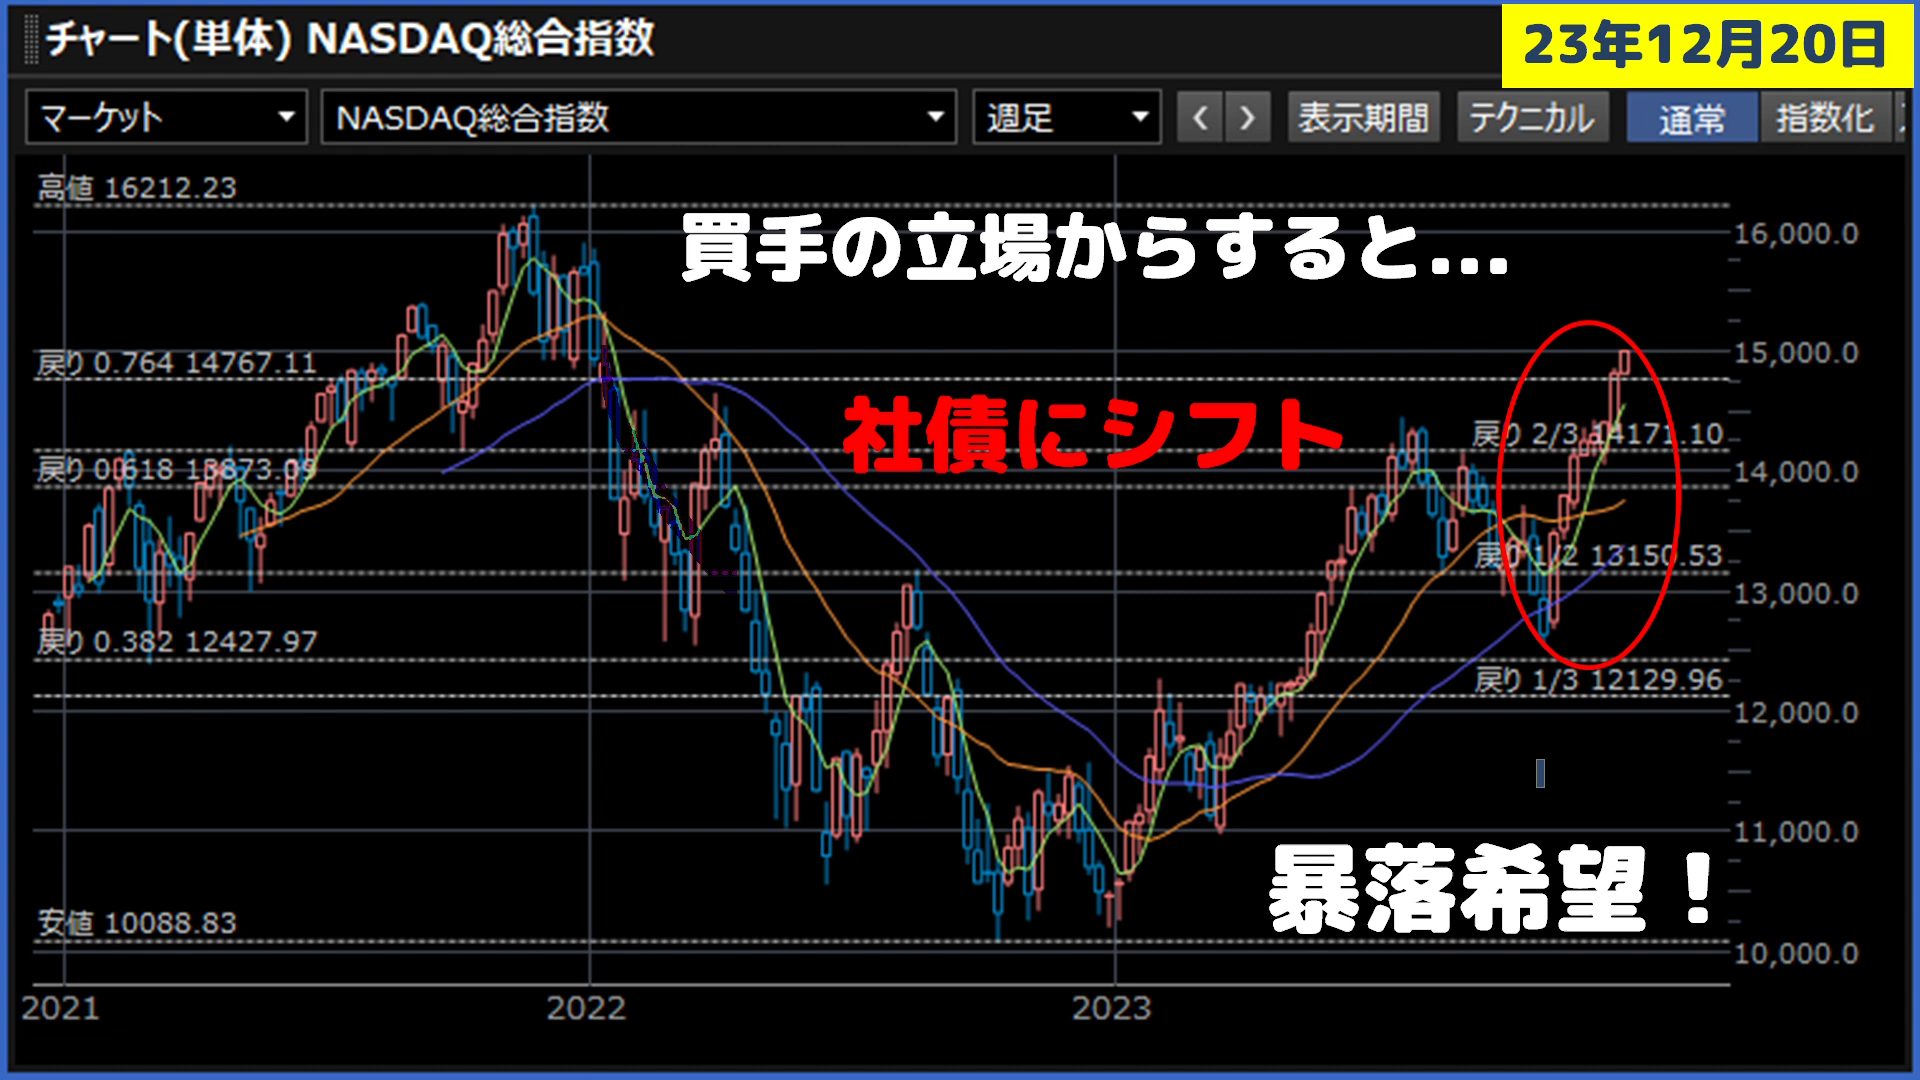 チャート(単体) NASDAQ総合指数
23年12月20日
マーケット NASDAQ総合指数 週足 表示期間 テクニカル 通常 指数化
高値 16212.23
買手の立場からすると...
16,000.0
戻り 0.764 14767.11
15,000.0
社債にシフト
戻り 2/3 14171.10
戻り 0.618 13873.09
14,000.0
戻り 1/2 13150.53
13,000.0
戻り 0.382 12427.97
戻り 1/3 12129.96
12,000.0
11,000.0
暴落希望！
安値 10088.83
10,000.0
2021 2022 2023